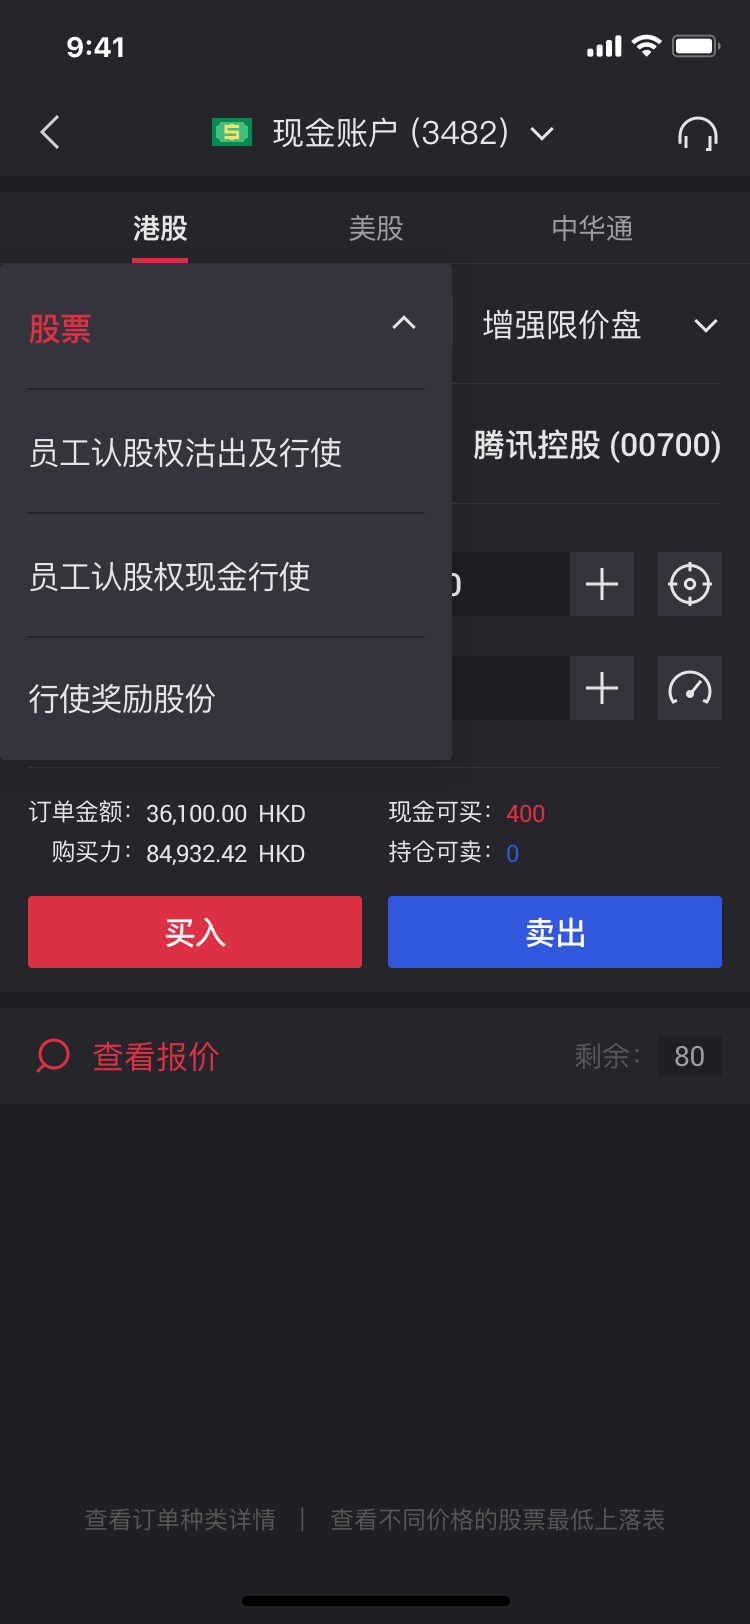 9:41
现金账户 (3482)
港股 美股 中华通
股票 增强限价盘
员工认股权沽出及行使 腾讯控股 (00700)
员工认股权现金行使 0
行使奖励股份
订单金额: 36,100.00 HKD 现金可买: 400
购买力: 84,932.42 HKD 持仓可卖: 0
买入 卖出
查看报价 剩余: 80
查看订单种类详情 | 查看不同价格的股票最低上落表